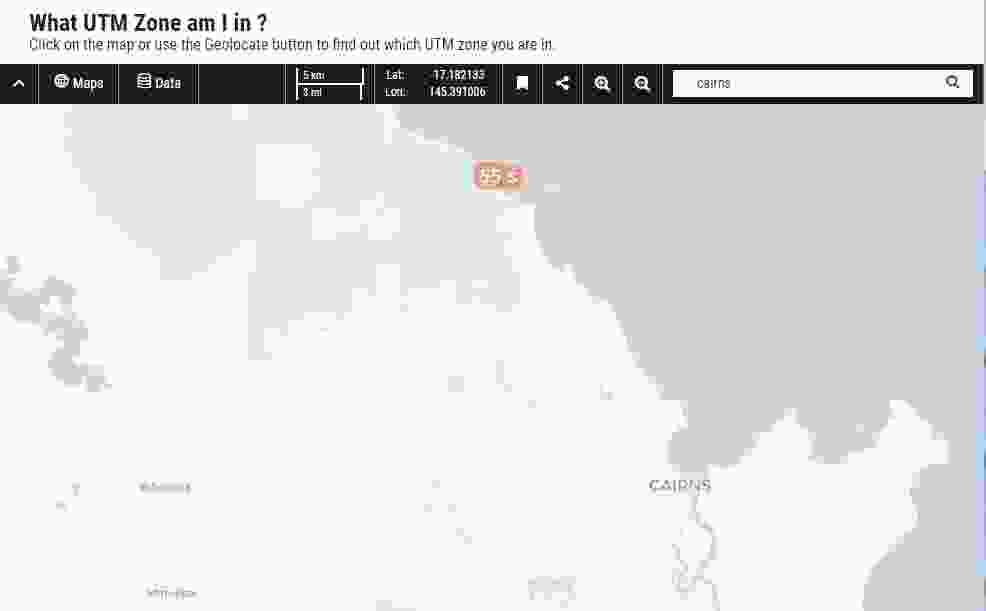 What UTM Zone am I in ?
Click on the map or use the Geolocate button to find out which UTM zone you are in.
Maps
Data
5 km
3 mi
Lat: 17.182133
Lon: 145.391006
cairns
55 S
CAIRNS